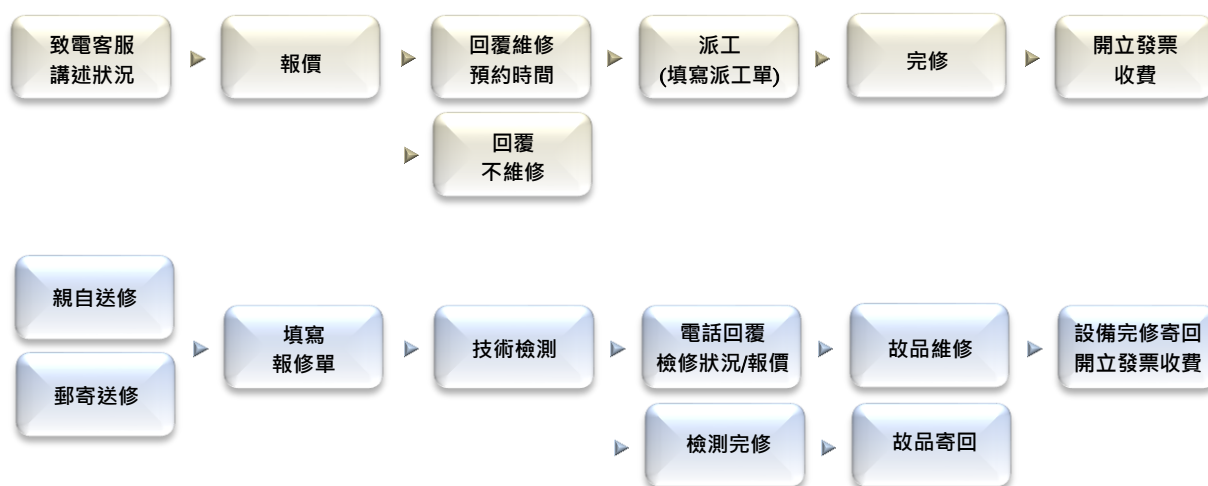 致電客服
講述狀況
報價
回覆維修
預約時間
派工
(填寫派工單)
完修
開立發票
收費
回覆
不維修
親自送修
郵寄送修
填寫
報修單
技術檢測
電話回覆
檢修狀況/報價
故品維修
設備完修寄回
開立發票收費
檢測完修
故品寄回